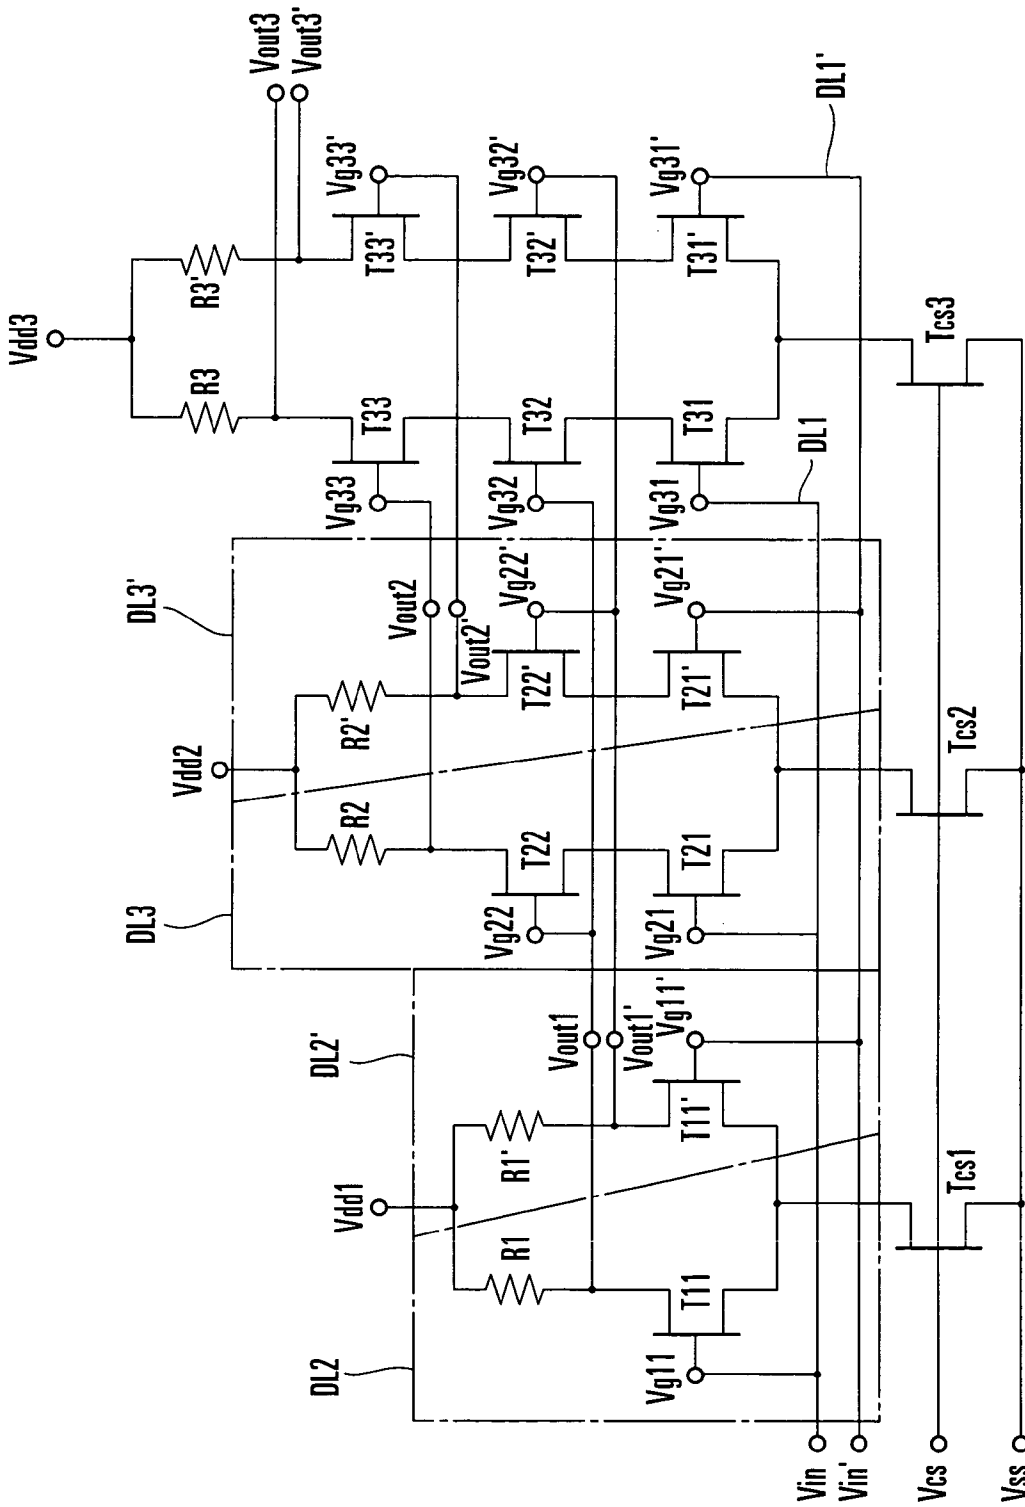 Vout3
Vout3'
Vdd3
R3
R3'
Vg33
T33
T33'
Vg33'
Vg32
T32
T32'
Vg32'
Vg31
T31
T31'
Vg31'
DL1
DL1'
Tcs3
DL3
DL3'
Vdd2
R2
R2'
Vout2
Vout2'
Vg22
T22
T22'
Vg22'
Vg21
T21
T21'
Vg21'
Tcs2
DL2
DL2'
Vdd1
R1
R1'
Vout1
Vout1'
Vg11
T11
T11'
Vg11'
Tcs1
Vin
Vin'
Vcs
Vss